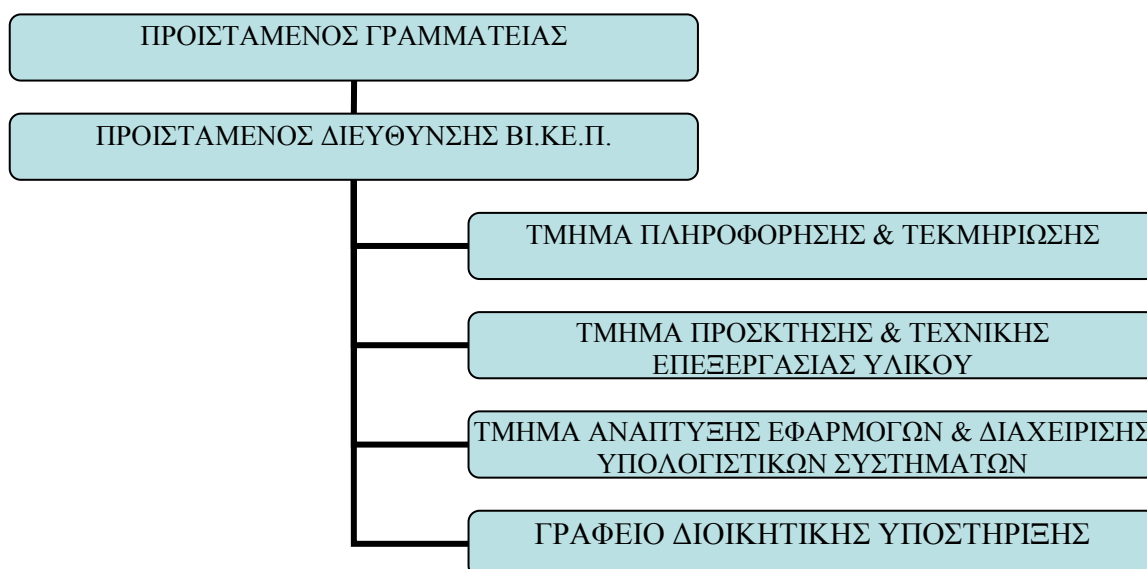 ΠΡΟΙΣΤΑΜΕΝΟΣ ΓΡΑΜΜΑΤΕΙΑΣ
ΠΡΟΙΣΤΑΜΕΝΟΣ ΔΙΕΥΘΥΝΣΗΣ ΒΙ.ΚΕ.Π.
ΤΜΗΜΑ ΠΛΗΡΟΦΟΡΗΣΗΣ & ΤΕΚΜΗΡΙΩΣΗΣ
ΤΜΗΜΑ ΠΡΟΣΚΤΗΣΗΣ & ΤΕΧΝΙΚΗΣ
ΕΠΕΞΕΡΓΑΣΙΑΣ ΥΛΙΚΟΥ
ΤΜΗΜΑ ΑΝΑΠΤΥΞΗΣ ΕΦΑΡΜΟΓΩΝ & ΔΙΑΧΕΙΡΙΣΗΣ
ΥΠΟΛΟΓΙΣΤΙΚΩΝ ΣΥΣΤΗΜΑΤΩΝ
ΓΡΑΦΕΙΟ ΔΙΟΙΚΗΤΙΚΗΣ ΥΠΟΣΤΗΡΙΞΗΣ